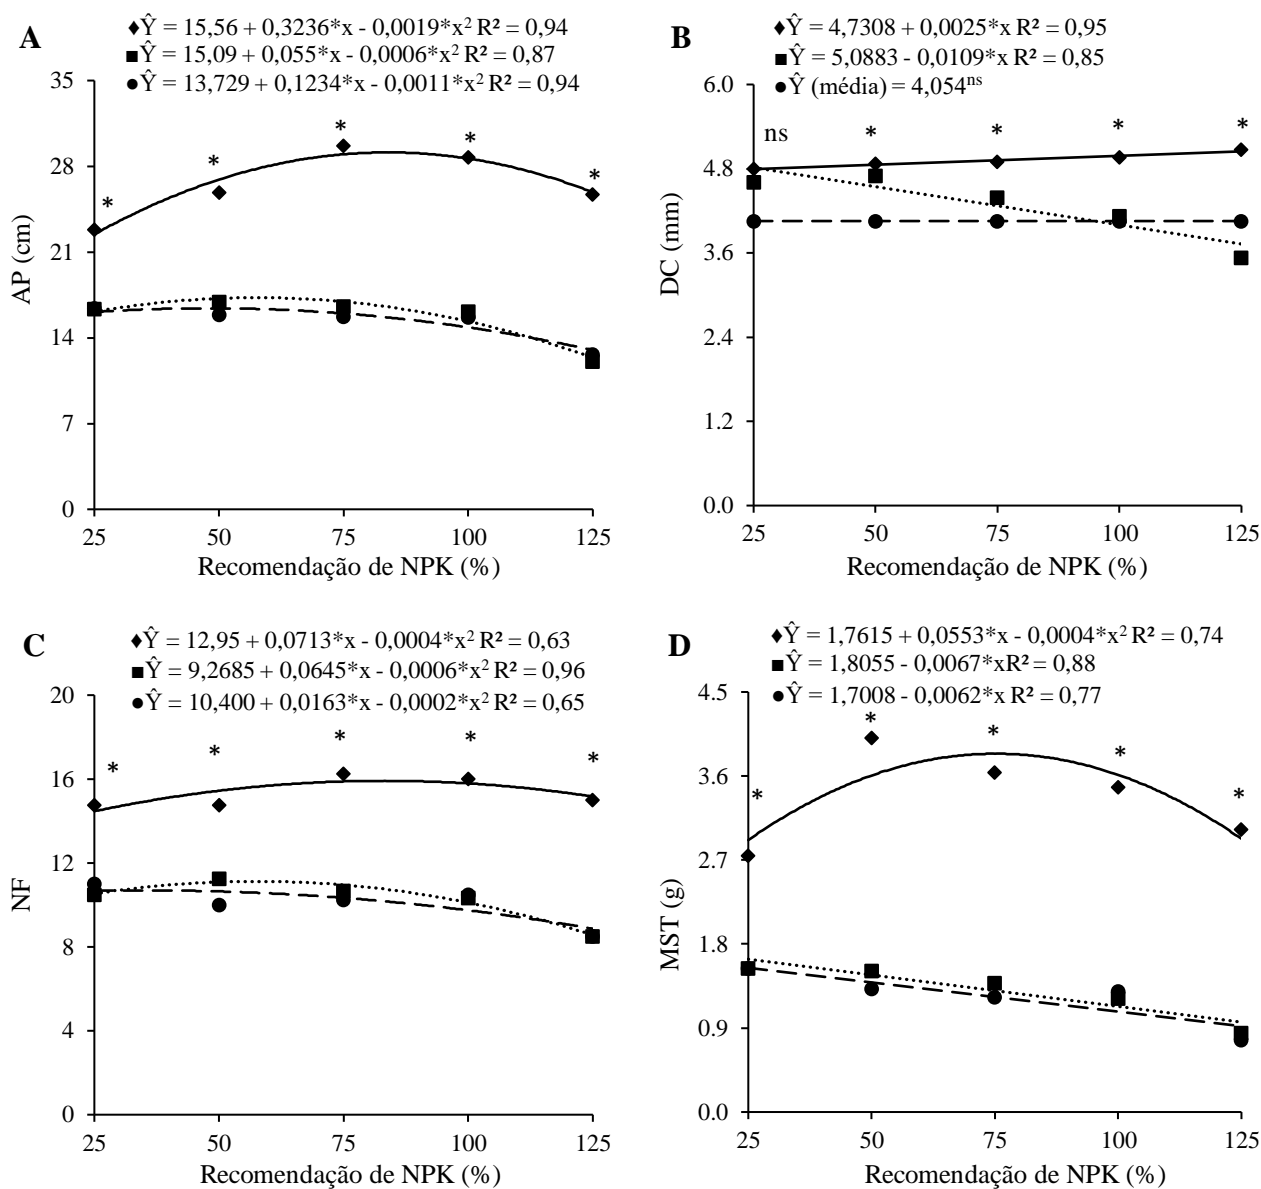 A
♦Ŷ = 15,56 + 0,3236*x - 0,0019*x² R² = 0,94
■Ŷ = 15,09 + 0,055*x - 0,0006*x² R² = 0,87
●Ŷ = 13,729 + 0,1234*x - 0,0011*x² R² = 0,94
35
28
21
14
7
0
AP (cm)
* * * * *
25 50 75 100 125
Recomendação de NPK (%)
B
♦Ŷ = 4,7308 + 0,0025*x R² = 0,95
■Ŷ = 5,0883 - 0,0109*x R² = 0,85
●Ŷ (média) = 4,054ⁿˢ
6.0
4.8
3.6
2.4
1.2
0.0
DC (mm)
ns * * * *
25 50 75 100 125
Recomendação de NPK (%)
C
♦Ŷ = 12,95 + 0,0713*x - 0,0004*x² R² = 0,63
■Ŷ = 9,2685 + 0,0645*x - 0,0006*x² R² = 0,96
●Ŷ = 10,400 + 0,0163*x - 0,0002*x² R² = 0,65
20
16
12
8
4
0
NF
* * * * *
25 50 75 100 125
Recomendação de NPK (%)
D
♦Ŷ = 1,7615 + 0,0553*x - 0,0004*x² R² = 0,74
■Ŷ = 1,8055 - 0,0067*xR² = 0,88
●Ŷ = 1,7008 - 0,0062*x R² = 0,77
4.5
3.6
2.7
1.8
0.9
0.0
MST (g)
* * * * *
25 50 75 100 125
Recomendação de NPK (%)